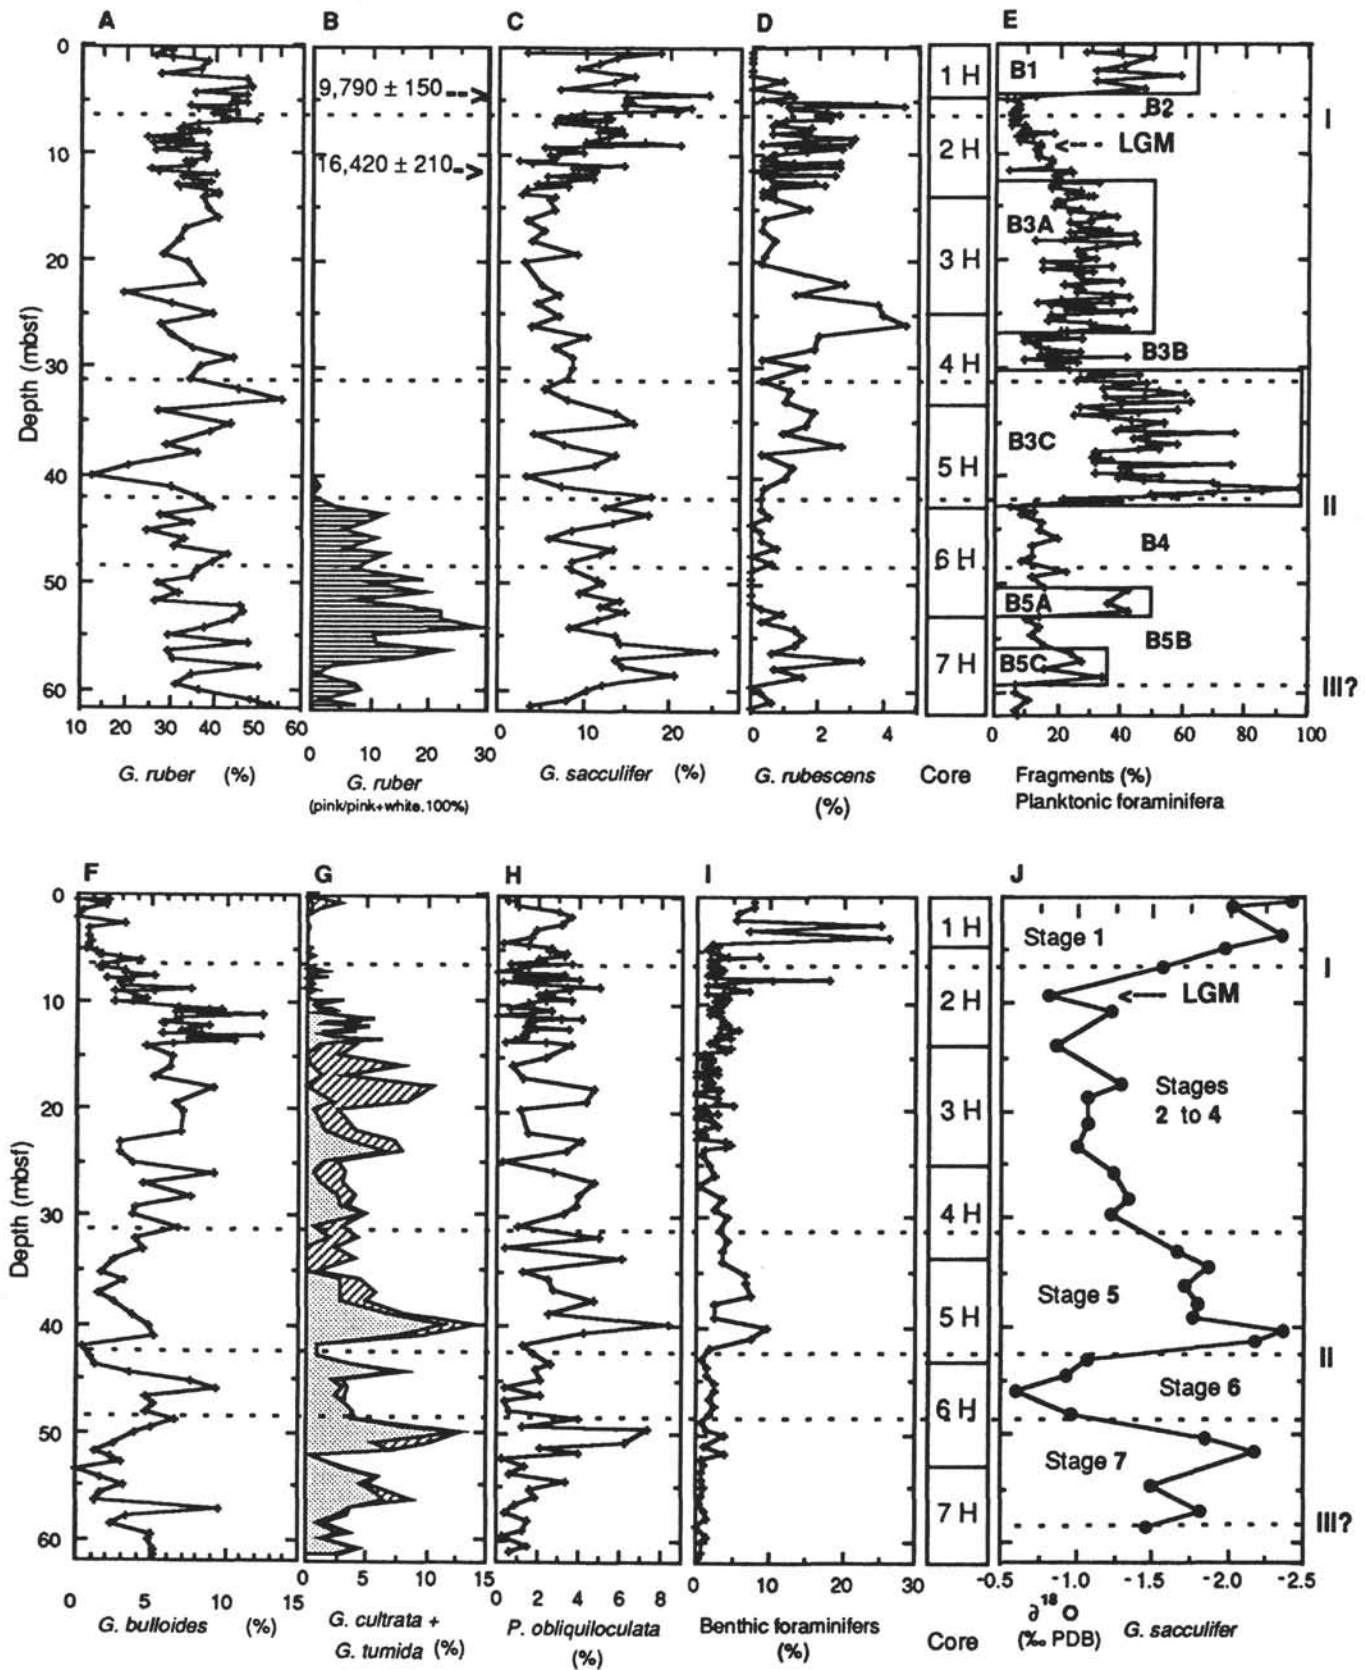 A B C D E
0
10
20
30
40
50
60
Depth (mbsf)
9,790 ± 150
16,420 ± 210
1 H
2 H
3 H
4 H
5 H
6 H
7 H
B1
B2
LGM
B3A
B3B
B3C
B4
B5A
B5B
B5C
I
II
III?
10 20 30 40 50 60
0 10 20 30
0 10 20
0 2 4
0 20 40 60 80 100
G. ruber (%)
G. ruber
(pink/pink+white.100%)
G. sacculifer (%)
G. rubescens
(%)
Core
Fragments (%)
Planktonic foraminifera
F G H I J
0
10
20
30
40
50
60
Depth (mbsf)
1 H
2 H
3 H
4 H
5 H
6 H
7 H
Stage 1
LGM
Stages
2 to 4
Stage 5
Stage 6
Stage 7
I
II
III?
0 5 10 15
0 5 10 15
0 2 4 6 8
0 10 20 30
-0.5 -1.0 -1.5 -2.0 -2.5
G. bulloides (%)
G. cultrata +
G. tumida (%)
P. obliquiloculata
(%)
Benthic foraminifers
(%)
Core
∂ 18 O
(‰ PDB) G. sacculifer